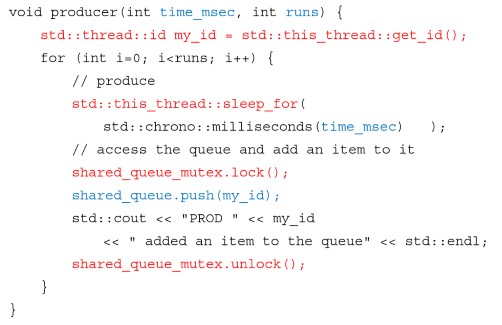 void producer(int time_msec, int runs) {
    std::thread::id my_id = std::this_thread::get_id();
    for (int i=0; i<runs; i++) {
        // produce
        std::this_thread::sleep_for(
            std::chrono::milliseconds(time_msec)   );
        // access the queue and add an item to it
        shared_queue_mutex.lock();
        shared_queue.push(my_id);
        std::cout << "PROD " << my_id
            << " added an item to the queue" << std::endl;
        shared_queue_mutex.unlock();
    }
}